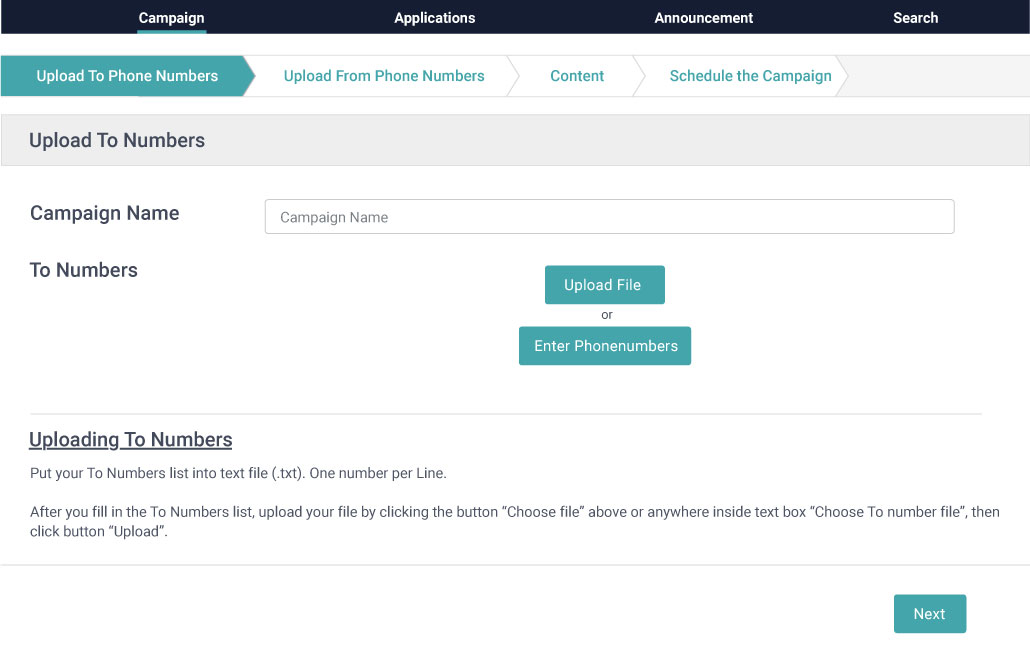 Campaign Applications Announcement Search
Upload To Phone Numbers Upload From Phone Numbers Content Schedule the Campaign
Upload To Numbers
Campaign Name Campaign Name
To Numbers
Upload File
or
Enter Phonenumbers
Uploading To Numbers
Put your To Numbers list into text file (.txt). One number per Line.
After you fill in the To Numbers list, upload your file by clicking the button “Choose file” above or anywhere inside text box “Choose To number file”, then
click button “Upload”.
Next